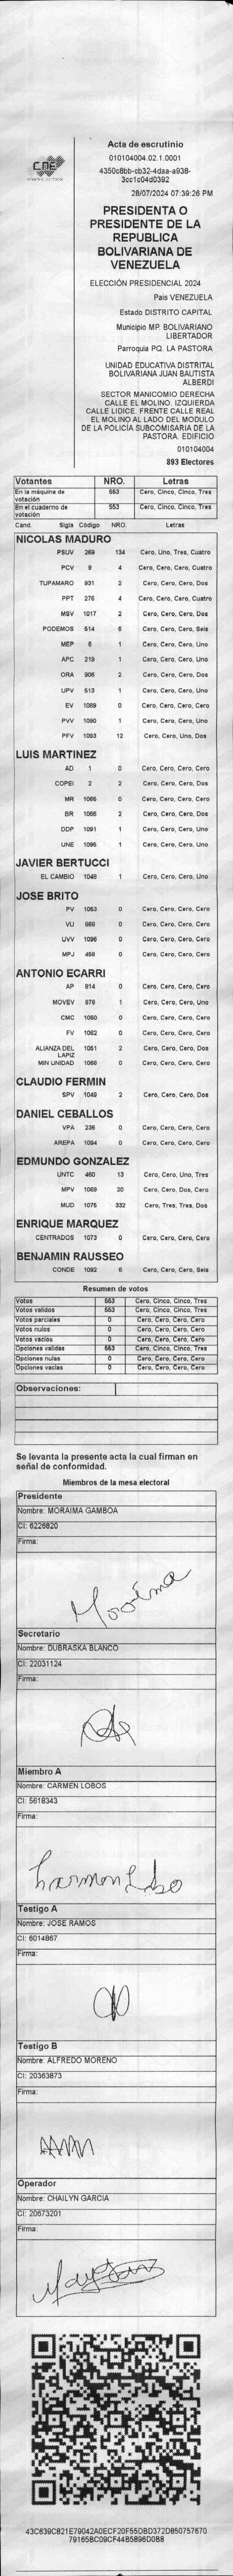 CNE
Acta de escrutinio
010104004.02.1.0001
4350c8bb-cb32-4daa-a938-
3cc1c04d0392
28/07/2024 07:39:26 PM
PRESIDENTA O
PRESIDENTE DE LA
REPUBLICA
BOLIVARIANA DE
VENEZUELA
ELECCIÓN PRESIDENCIAL 2024
Pais VENEZUELA
Estado DISTRITO CAPITAL
Municipio MP. BOLIVARIANO
LIBERTADOR
Parroquia PQ. LA PASTORA
UNIDAD EDUCATIVA DISTRITAL
BOLIVARIANA JUAN BAUTISTA
ALBERDI
SECTOR MANICOMIO DERECHA
CALLE EL MOLINO. IZQUIERDA
CALLE LIDICE. FRENTE CALLE REAL
EL MOLINO AL LADO DEL MODULO
DE LA POLICÍA SUBCOMISARIA DE LA
PASTORA. EDIFICIO
010104004
893 Electores
Votantes NRO. Letras
En la máquina de votación 553 Cero, Cinco, Cinco, Tres
En el cuaderno de votación 553 Cero, Cinco, Cinco, Tres
Cand. Sigla Código NRO. Letras
NICOLAS MADURO
PSUV 269 134 Cero, Uno, Tres, Cuatro
PCV 9 4 Cero, Cero, Cero, Cuatro
TUPAMARO 931 2 Cero, Cero, Cero, Dos
PPT 276 4 Cero, Cero, Cero, Cuatro
MSV 1017 2 Cero, Cero, Cero, Dos
PODEMOS 514 6 Cero, Cero, Cero, Seis
MEP 6 1 Cero, Cero, Cero, Uno
APC 219 1 Cero, Cero, Cero, Uno
ORA 906 2 Cero, Cero, Cero, Dos
UPV 513 1 Cero, Cero, Cero, Uno
EV 1089 0 Cero, Cero, Cero, Cero
PVV 1090 1 Cero, Cero, Cero, Uno
PFV 1093 12 Cero, Cero, Uno, Dos
LUIS MARTINEZ
AD 1 0 Cero, Cero, Cero, Cero
COPEI 2 2 Cero, Cero, Cero, Dos
MR 1065 0 Cero, Cero, Cero, Cero
BR 1066 2 Cero, Cero, Cero, Dos
DDP 1091 1 Cero, Cero, Cero, Uno
UNE 1095 1 Cero, Cero, Cero, Uno
JAVIER BERTUCCI
EL CAMBIO 1048 1 Cero, Cero, Cero, Uno
JOSE BRITO
PV 1053 0 Cero, Cero, Cero, Cero
VU 868 0 Cero, Cero, Cero, Cero
UVV 1096 0 Cero, Cero, Cero, Cero
MPJ 458 0 Cero, Cero, Cero, Cero
ANTONIO ECARRI
AP 814 0 Cero, Cero, Cero, Cero
MOVEV 878 1 Cero, Cero, Cero, Uno
CMC 1050 0 Cero, Cero, Cero, Cero
FV 1062 0 Cero, Cero, Cero, Cero
ALIANZA DEL LAPIZ 1051 2 Cero, Cero, Cero, Dos
MIN UNIDAD 1068 0 Cero, Cero, Cero, Cero
CLAUDIO FERMIN
SPV 1049 2 Cero, Cero, Cero, Dos
DANIEL CEBALLOS
VPA 236 0 Cero, Cero, Cero, Cero
AREPA 1094 0 Cero, Cero, Cero, Cero
EDMUNDO GONZALEZ
UNTC 460 13 Cero, Cero, Uno, Tres
MPV 1069 20 Cero, Cero, Dos, Cero
MUD 1075 332 Cero, Tres, Tres, Dos
ENRIQUE MARQUEZ
CENTRADOS 1073 0 Cero, Cero, Cero, Cero
BENJAMIN RAUSSEO
CONDE 1092 6 Cero, Cero, Cero, Seis
Resumen de votos
Votos 553 Cero, Cinco, Cinco, Tres
Votos validos 553 Cero, Cinco, Cinco, Tres
Votos parciales 0 Cero, Cero, Cero, Cero
Votos nulos 0 Cero, Cero, Cero, Cero
Votos vacíou 0 Cero, Cero, Cero, Cero
Opciones validas 553 Cero, Cinco, Cinco, Tres
Opciones nulas 0 Cero, Cero, Cero, Cero
Opciones vacias 0 Cero, Cero, Cero, Cero
Observaciones:
Se levanta la presente acta la cual firman en
señal de conformidad.
Miembros de la mesa electoral
Presidente
Nombre: MORAIMA GAMBOA
CI: 6226820
Firma:
Moraima
Secretario
Nombre: DUBRASKA BLANCO
CI: 22031124
Firma:
Miembro A
Nombre: CARMEN LOBOS
CI: 5618343
Firma:
Carmen Lobo
Testigo A
Nombre: JOSE RAMOS
CI: 6014867
Firma:
Testigo B
Nombre: ALFREDO MORENO
CI: 20363873
Firma:
Operador
Nombre: CHAILYN GARCIA
CI: 20673201
Firma:
43C639C821E79042A0ECF20F55DBD372D850757670
79165BC09CF44B5896D0B8